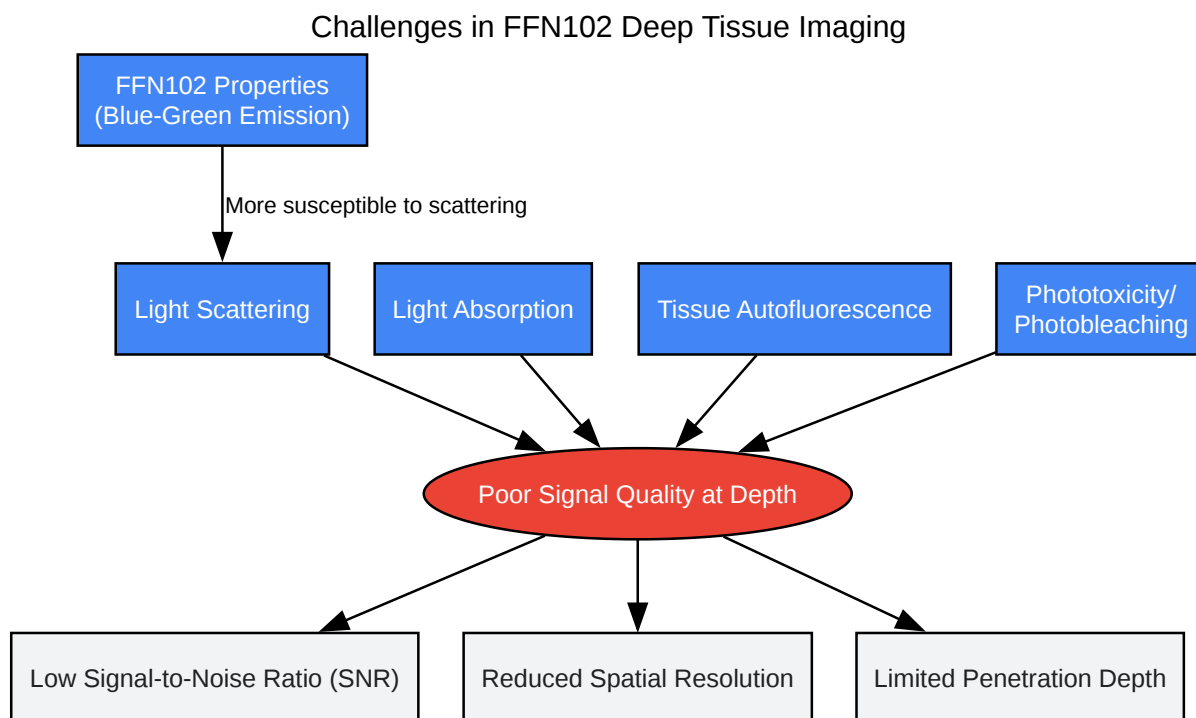 Challenges in FFN102 Deep Tissue Imaging
FFN102 Properties
(Blue-Green Emission)
More susceptible to scattering
Light Scattering
Light Absorption
Tissue Autofluorescence
Phototoxicity/
Photobleaching
Poor Signal Quality at Depth
Low Signal-to-Noise Ratio (SNR)
Reduced Spatial Resolution
Limited Penetration Depth